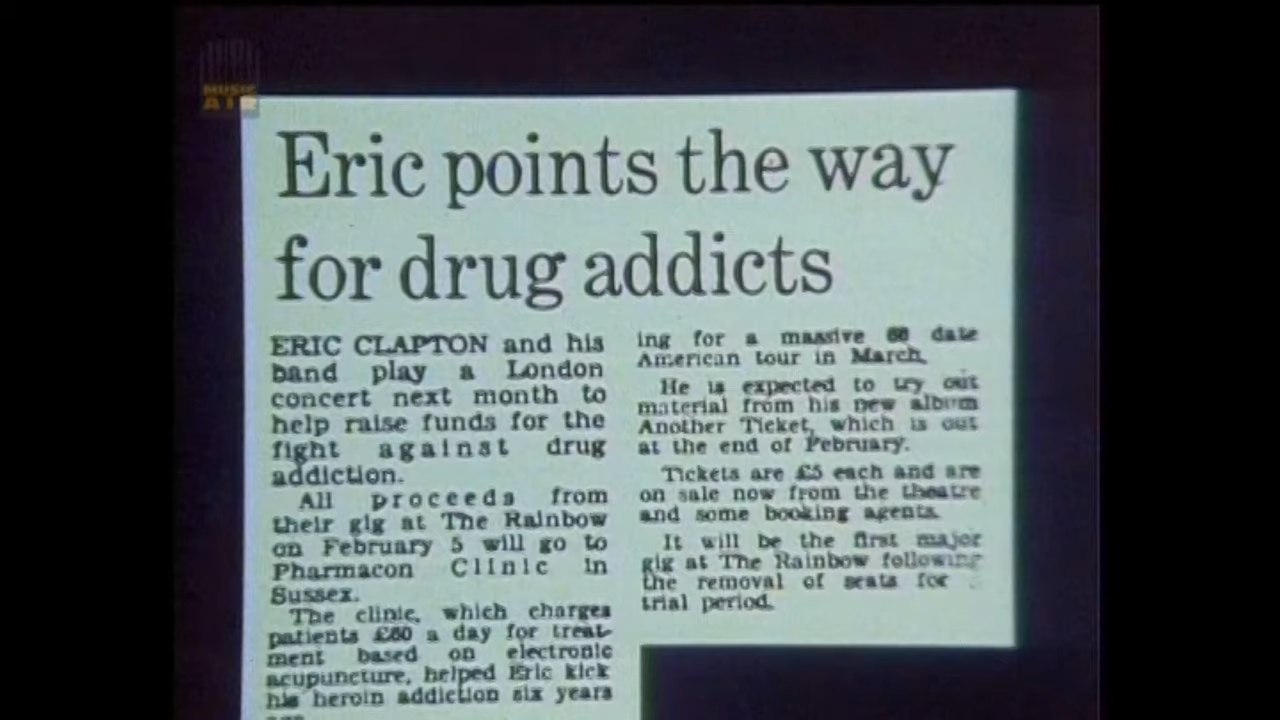 MUSIC
AIR
Eric points the way
for drug addicts
ERIC CLAPTON and his
band play a London
concert next month to
help raise funds for the
fight against drug
addiction.
All proceeds from
their gig at The Rainbow
on February 5 will go to
Pharmacon Clinic in
Sussex.
The clinic, which charges
patients £60 a day for treat-
ment based on electronic
acupuncture, helped Eric kick
his heroin addiction six years
ing for a massive date
American tour in March.
He is expected to try out
material from his new album
Another Ticket, which is out
at the end of February.
Tickets are £5 each and are
on sale now from the theatre
and some booking agents.
It will be the first major
gig at The Rainbow following
the removal of seats for
trial period.